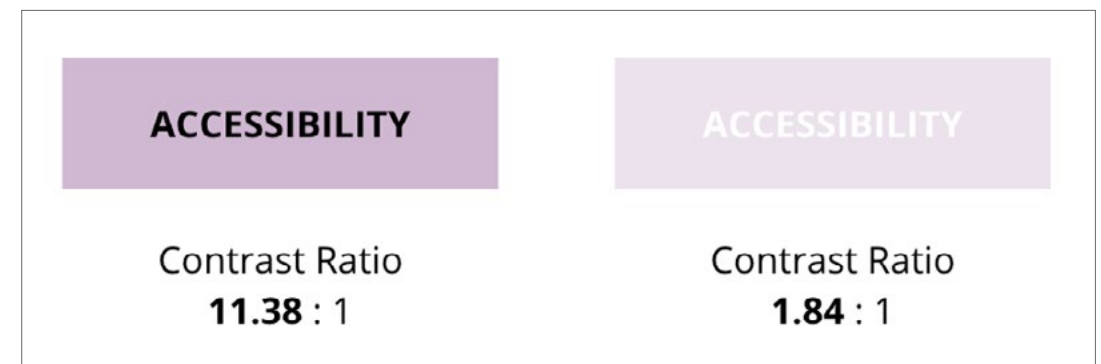 ACCESSIBILITY
Contrast Ratio
11.38 : 1
ACCESSIBILITY
Contrast Ratio
1.84 : 1